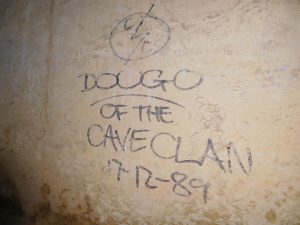 DOUGO
OF THE
CAVE CLAN
17-12-89